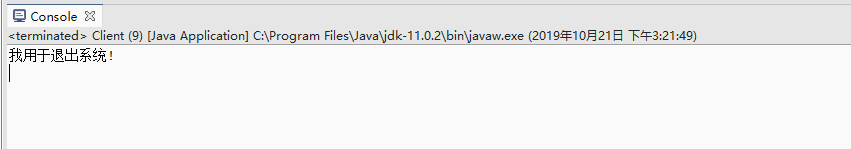 Console
<terminated> Client (9) [Java Application] C:\Program Files\Java\jdk-11.0.2\bin\javaw.exe (2019年10月21日 下午3:21:49)
我用于退出系统!